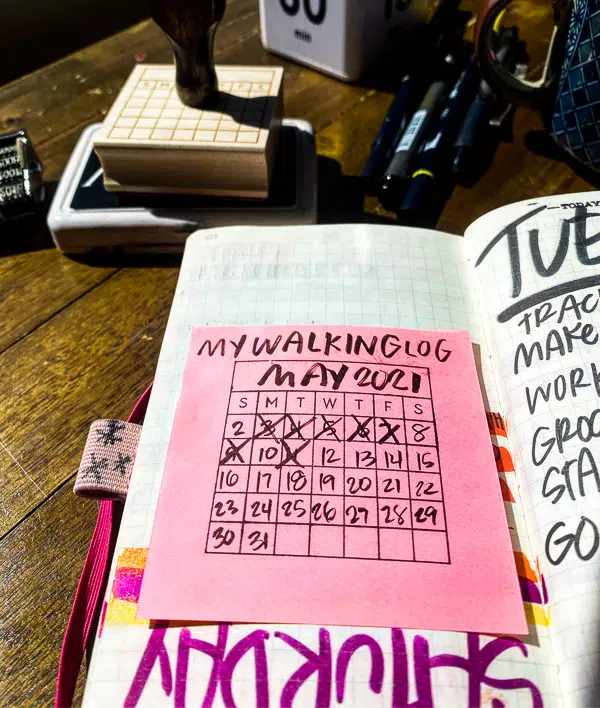 min
TODAY
TUE
TRAC
MAKE
WORK
GROC
STA
GO
MY WALKING LOG
MAY 2021
S M T W T F S
2 3 4 5 6 7 8
9 10 11 12 13 14 15
16 17 18 19 20 21 22
23 24 25 26 27 28 29
30 31
SATURDAY